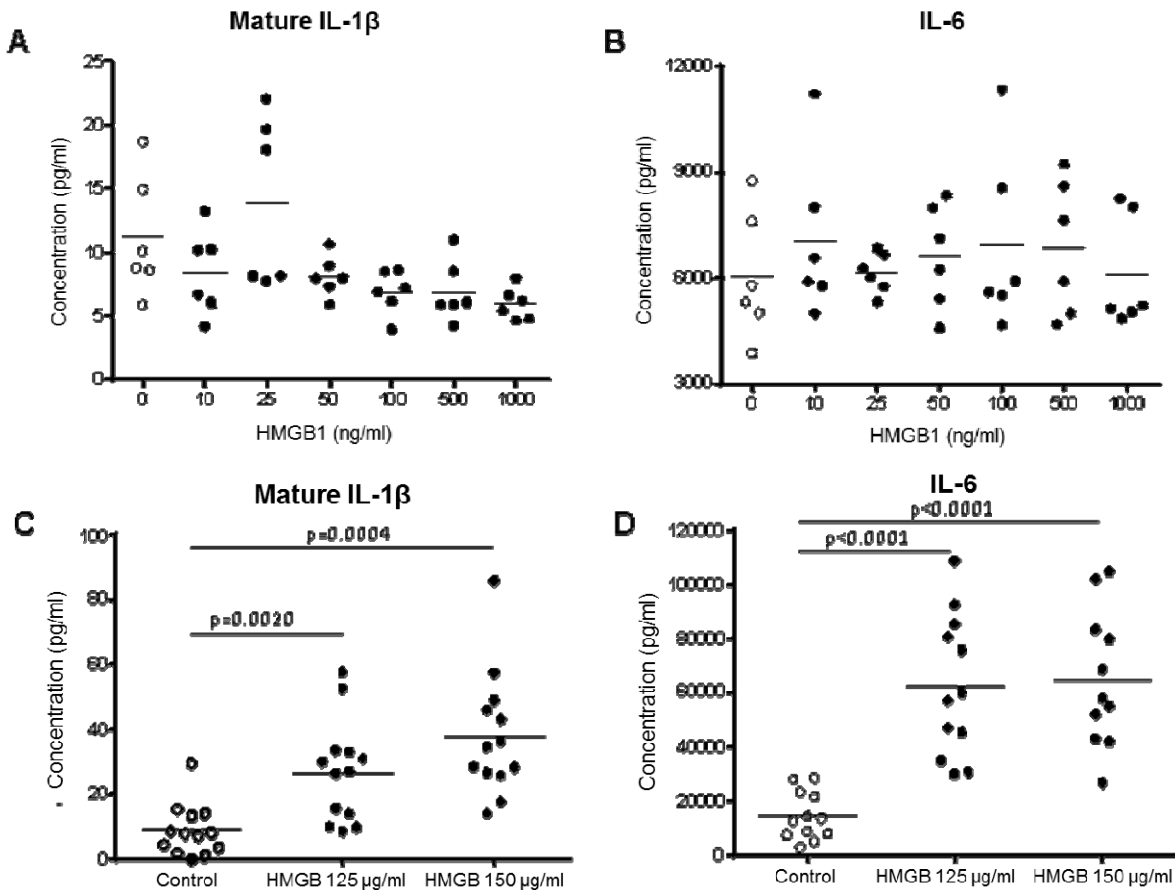 Mature IL-1β
A
Concentration (pg/ml)
25
20
15
10
5
0
0 10 25 50 100 500 1000
HMGB1 (ng/ml)
IL-6
B
Concentration (pg/ml)
12000
9000
6000
3000
0 10 25 50 100 500 1000
HMGB1 (ng/ml)
Mature IL-1β
C
Concentration (pg/ml)
100
80
60
40
20
0
p=0.0004
p=0.0020
Control HMGB 125 µg/ml HMGB 150 µg/ml
IL-6
D
Concentration (pg/ml)
120000
100000
80000
60000
40000
20000
0
p<0.0001
p<0.0001
Control HMGB 125 µg/ml HMGB 150 µg/ml